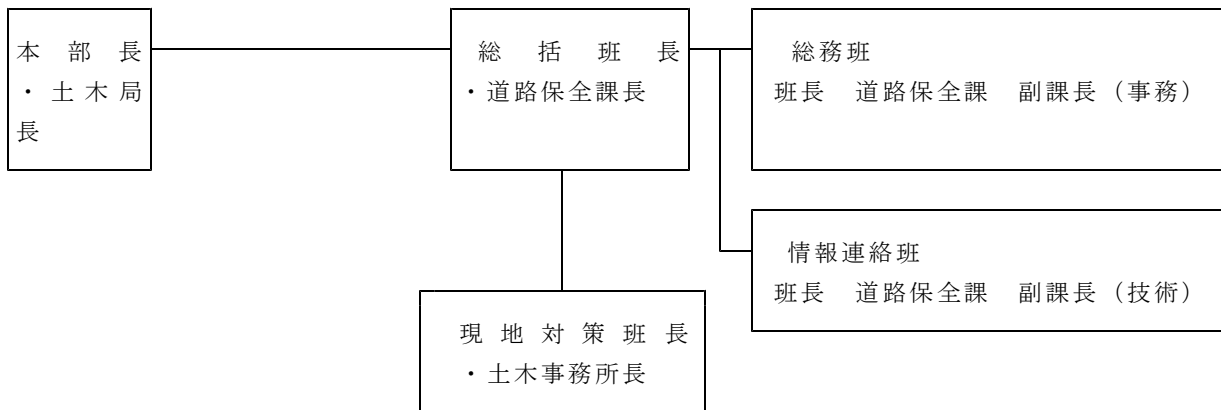 本部長
・土木局
長
総括班長
・道路保全課長
総務班
班長　道路保全課　副課長（事務）
情報連絡班
班長　道路保全課　副課長（技術）
現地対策班長
・土木事務所長